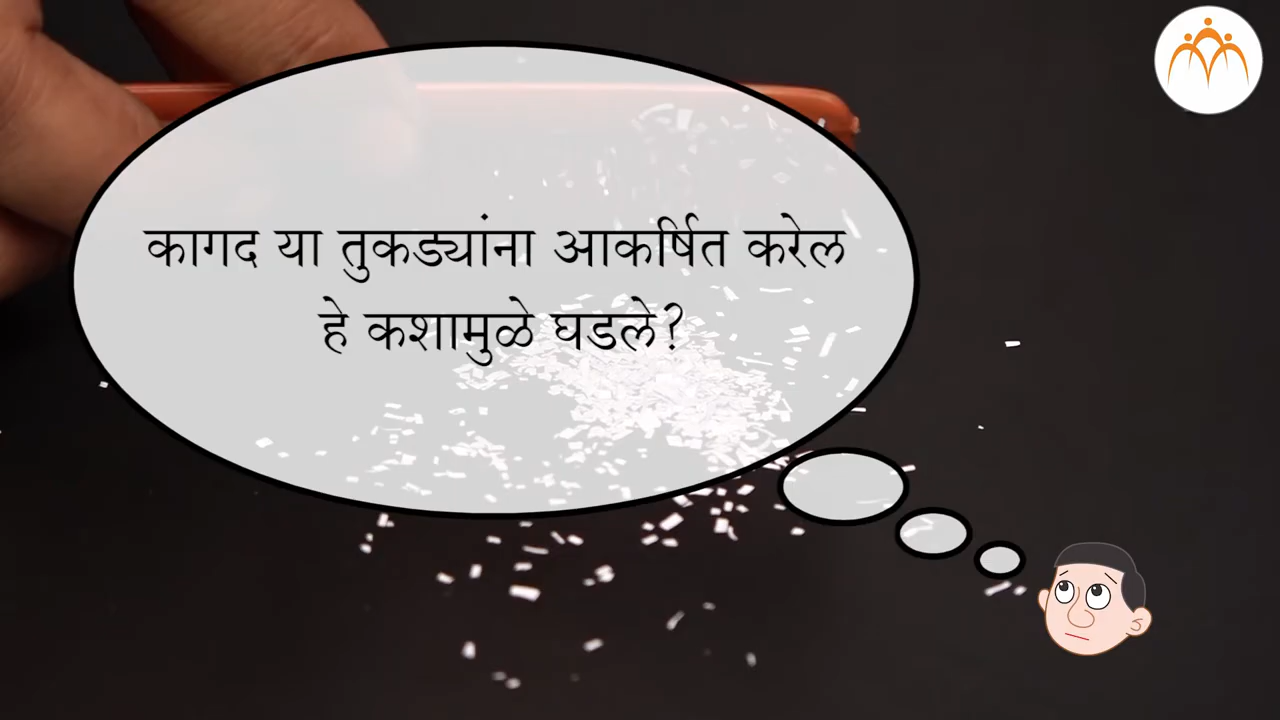 कागद या तुकड्यांना आकर्षित करेल
हे कशामुळे घडले?